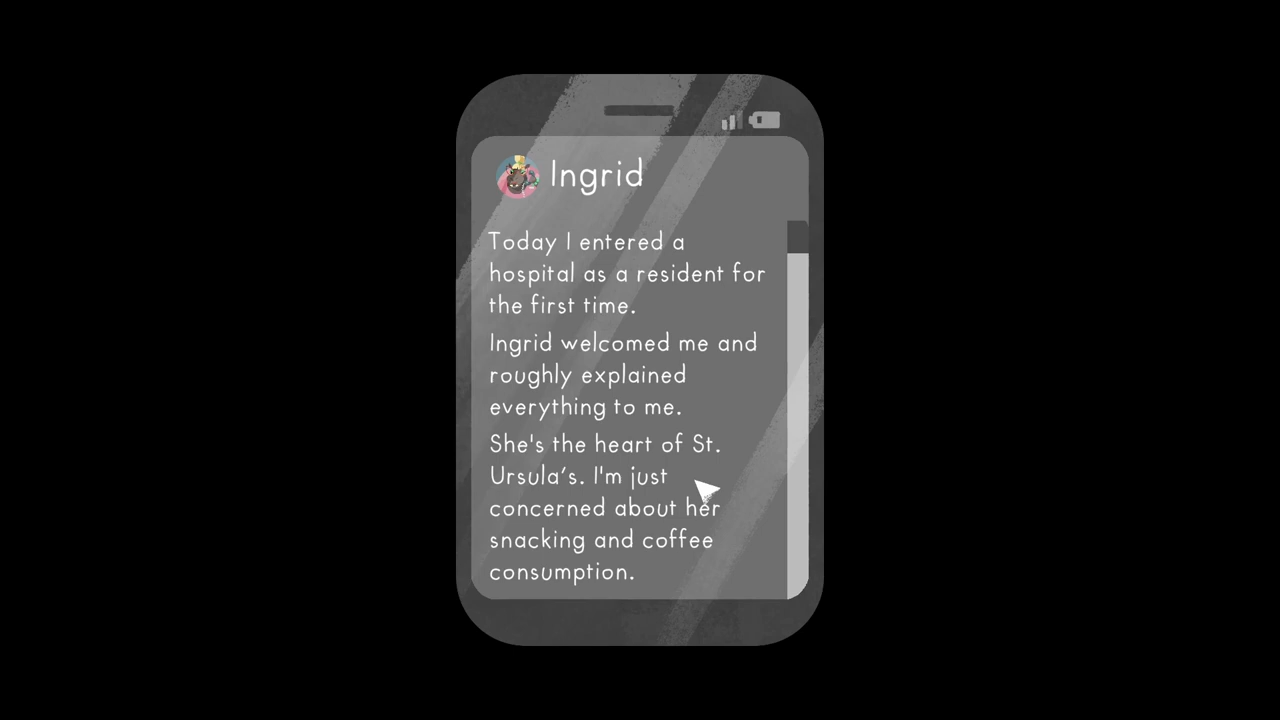 Ingrid
Today I entered a
hospital as a resident for
the first time.
Ingrid welcomed me and
roughly explained
everything to me.
She's the heart of St.
Ursula’s. I'm just
concerned about her
snacking and coffee
consumption.